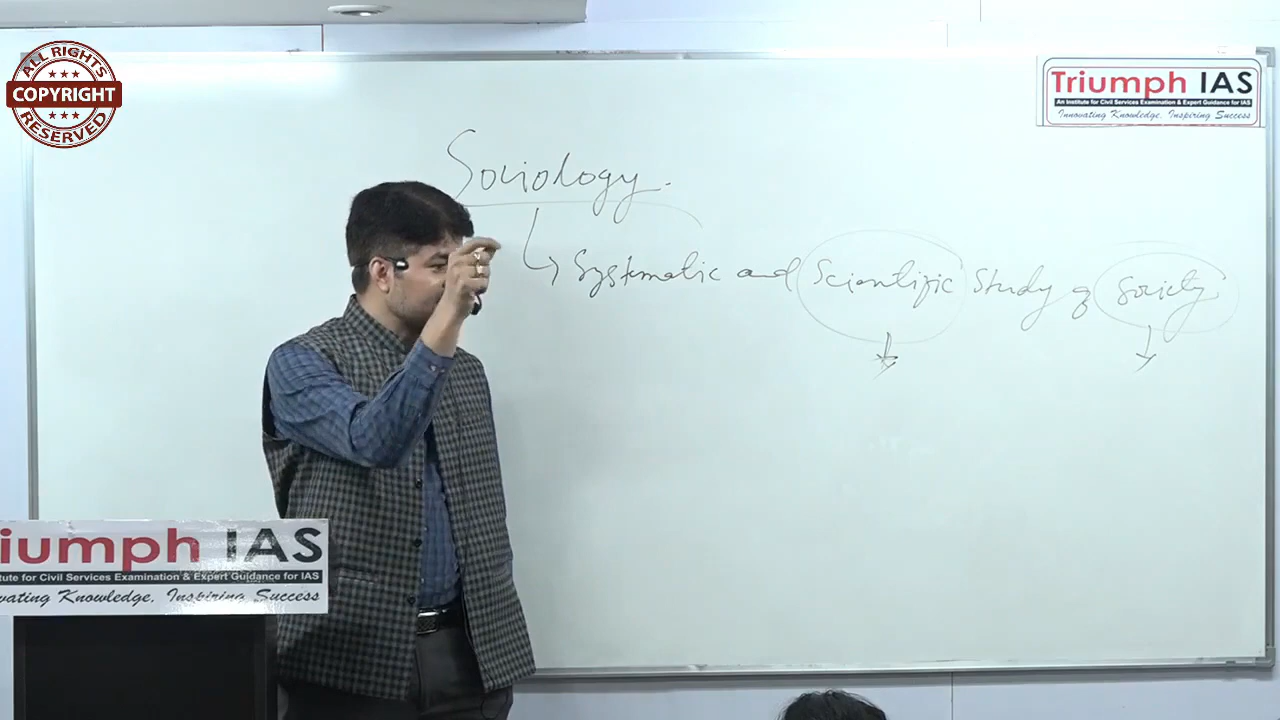 ALL RIGHTS
COPYRIGHT
RESERVED
Triumph IAS
An Institute for Civil Services Examination & Expert Guidance for IAS
Innovating Knowledge, Inspiring Success
Sociology.
Systematic and Scientific Study of Society
iumph IAS
tute for Civil Services Examination & Expert Guidance for IAS
vating Knowledge, Inspiring Success